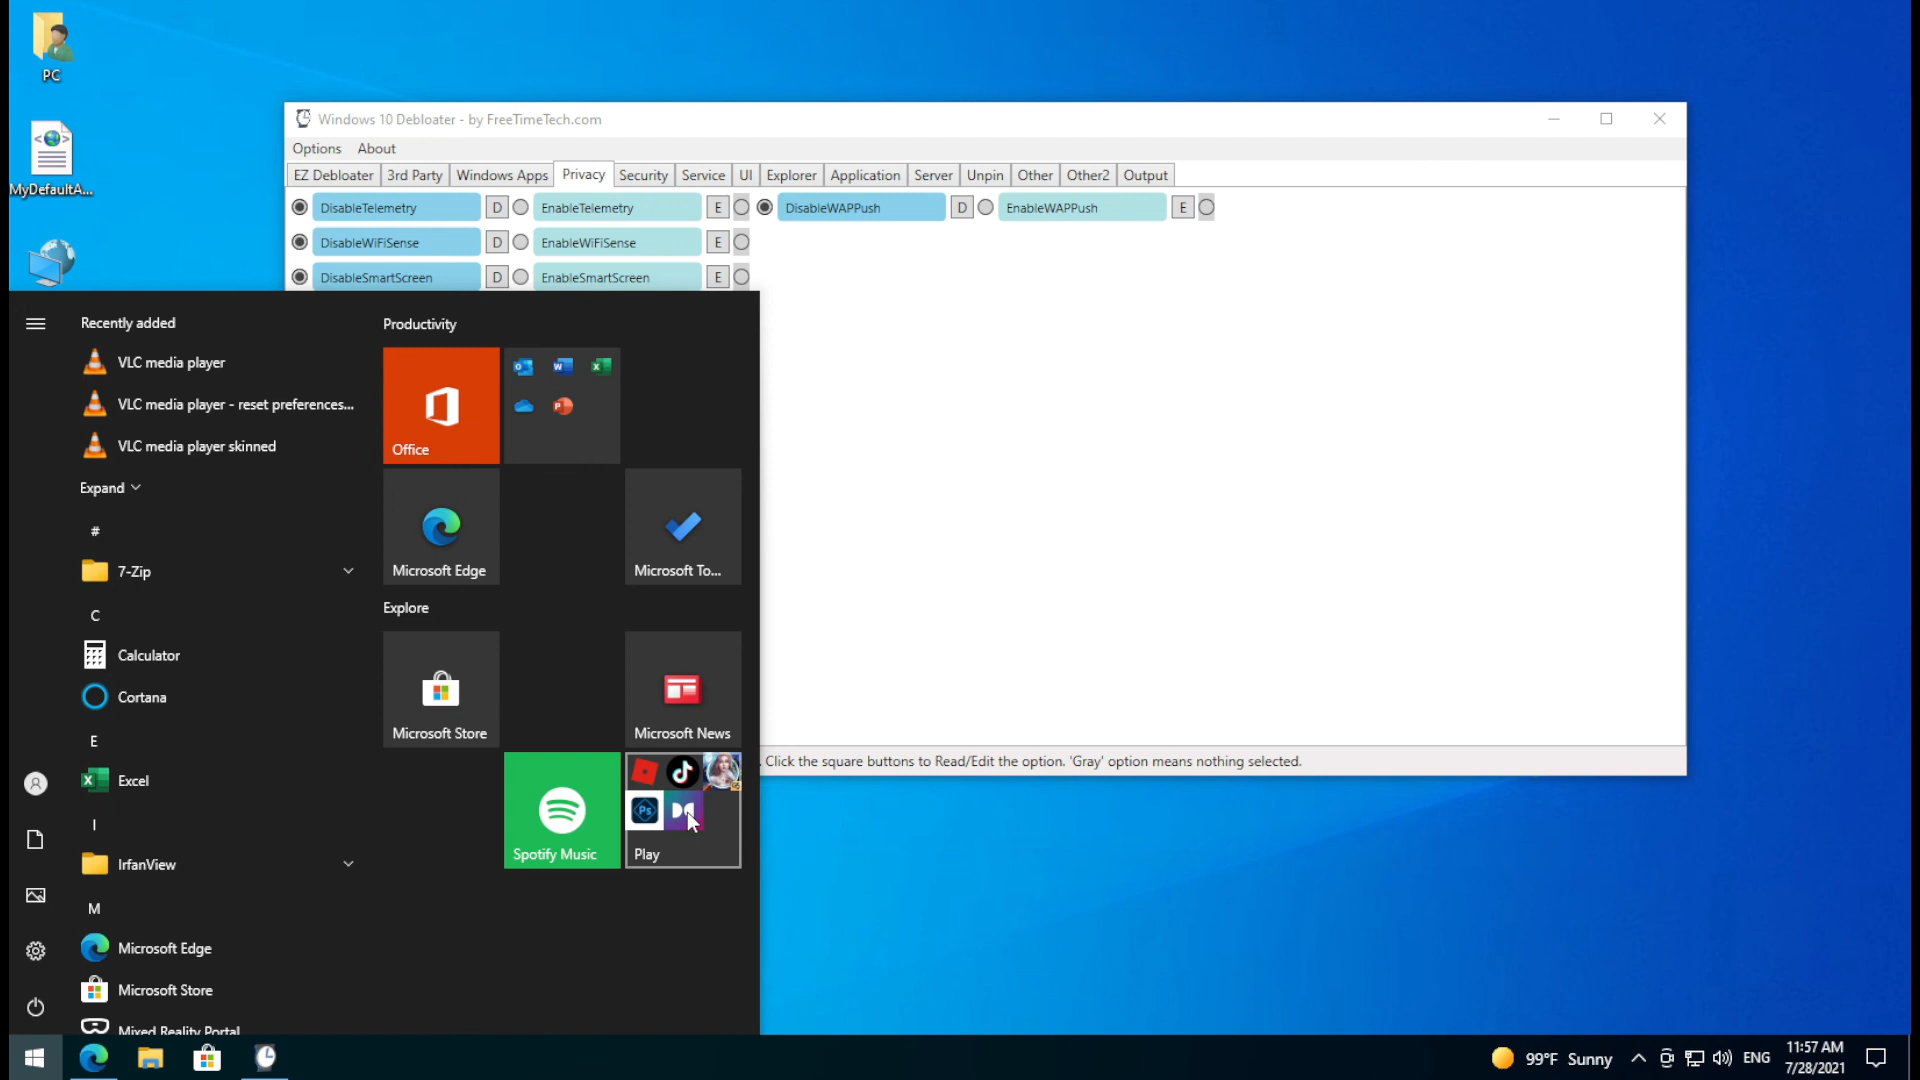 PC
MyDefaultA...
Windows 10 Debloater - by FreeTimeTech.com
Options About
EZ Debloater 3rd Party Windows Apps Privacy Security Service UI Explorer Application Server Unpin Other Other2 Output
DisableTelemetry D EnableTelemetry E DisableWAPPush D EnableWAPPush E
DisableWiFiSense D EnableWiFiSense E
DisableSmartScreen D EnableSmartScreen E
. Click the square buttons to Read/Edit the option. 'Gray' option means nothing selected.
Recently added
VLC media player
VLC media player - reset preferences...
VLC media player skinned
Expand
#
7-Zip
C
Calculator
Cortana
E
Excel
I
IrfanView
M
Microsoft Edge
Microsoft Store
Mixed Reality Portal
Productivity
Office
Microsoft Edge
Microsoft To...
Explore
Microsoft Store
Microsoft News
Spotify Music
Ps
Play
99°F Sunny
ENG
11:57 AM
7/28/2021